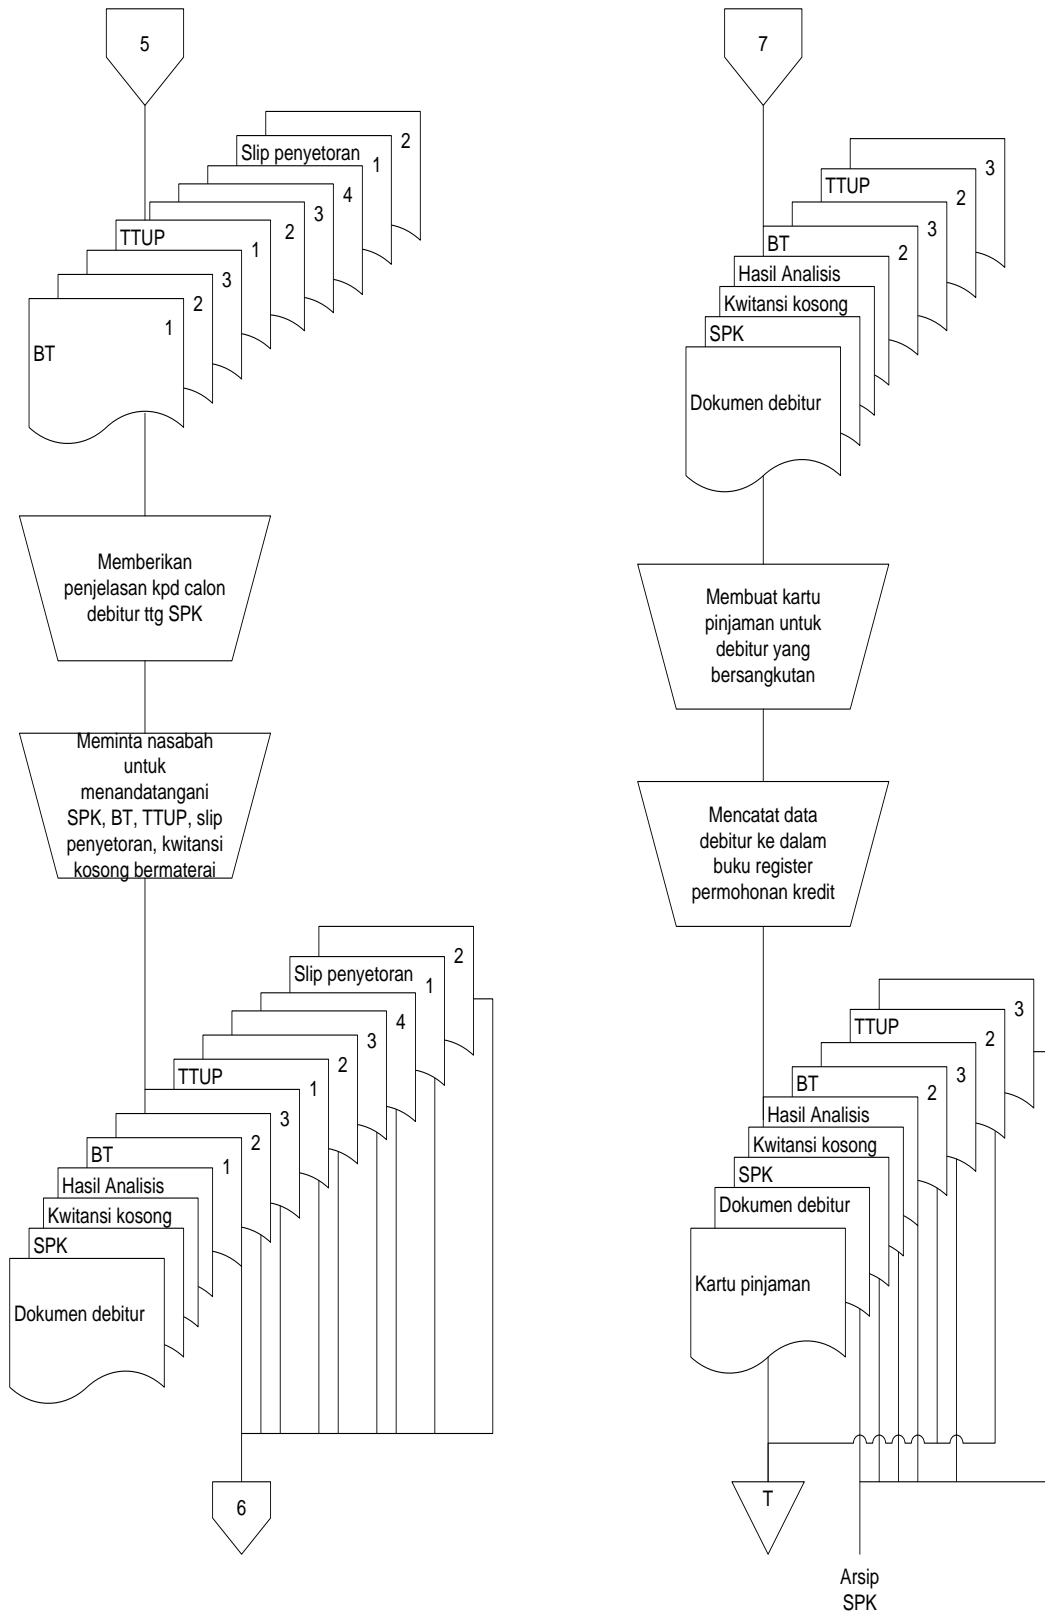 5
2
Slip penyetoran
1
4
3
2
TTUP
1
3
2
1
BT
Memberikan
penjelasan kpd calon
debitur ttg SPK
Meminta nasabah
untuk
menandatangani
SPK, BT, TTUP, slip
penyetoran, kwitansi
kosong bermaterai
2
Slip penyetoran
1
4
3
2
TTUP
1
3
2
BT
1
Hasil Analisis
Kwitansi kosong
SPK
Dokumen debitur
6
7
3
TTUP
2
3
BT
2
Hasil Analisis
Kwitansi kosong
SPK
Dokumen debitur
Membuat kartu
pinjaman untuk
debitur yang
bersangkutan
Mencatat data
debitur ke dalam
buku register
permohonan kredit
3
TTUP
2
3
BT
2
Hasil Analisis
Kwitansi kosong
SPK
Dokumen debitur
Kartu pinjaman
T
Arsip
SPK